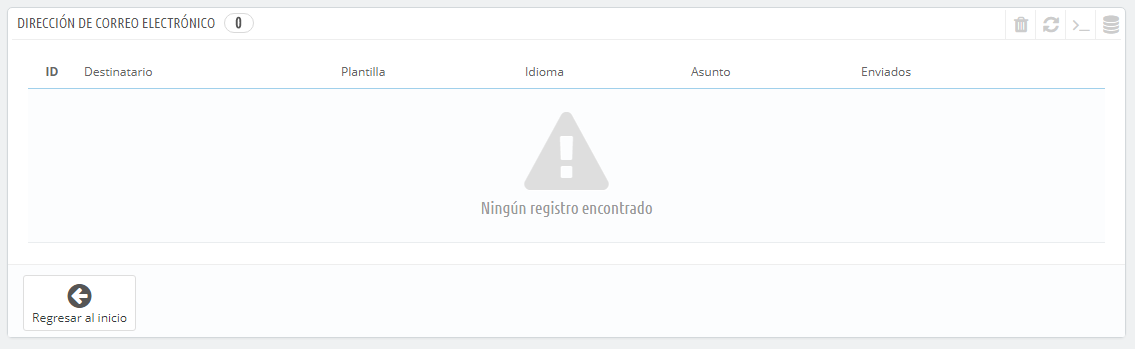 DIRECCIÓN DE CORREO ELECTRÓNICO 0
ID Destinatario Plantilla Idioma Asunto Enviados
Ningún registro encontrado
Regresar al inicio